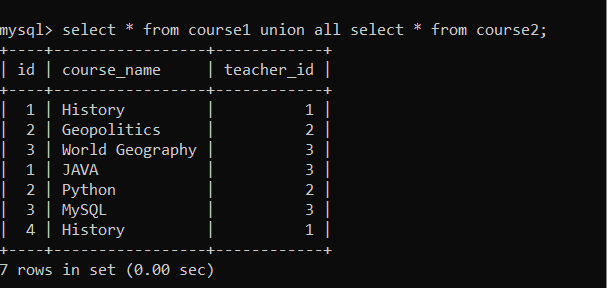 mysql> select * from course1 union all select * from course2;
+----+-----------------+------------+
| id | course_name     | teacher_id |
+----+-----------------+------------+
|  1 | History         |          1 |
|  2 | Geopolitics     |          2 |
|  3 | World Geography |          3 |
|  1 | JAVA            |          3 |
|  2 | Python          |          2 |
|  3 | MySQL           |          3 |
|  4 | History         |          1 |
+----+-----------------+------------+
7 rows in set (0.00 sec)